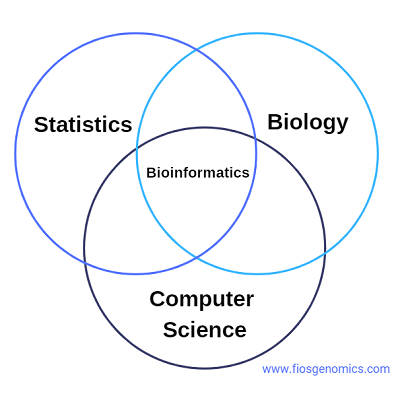 Statistics
Biology
Bioinformatics
Computer
Science
www.fiosgenomics.com